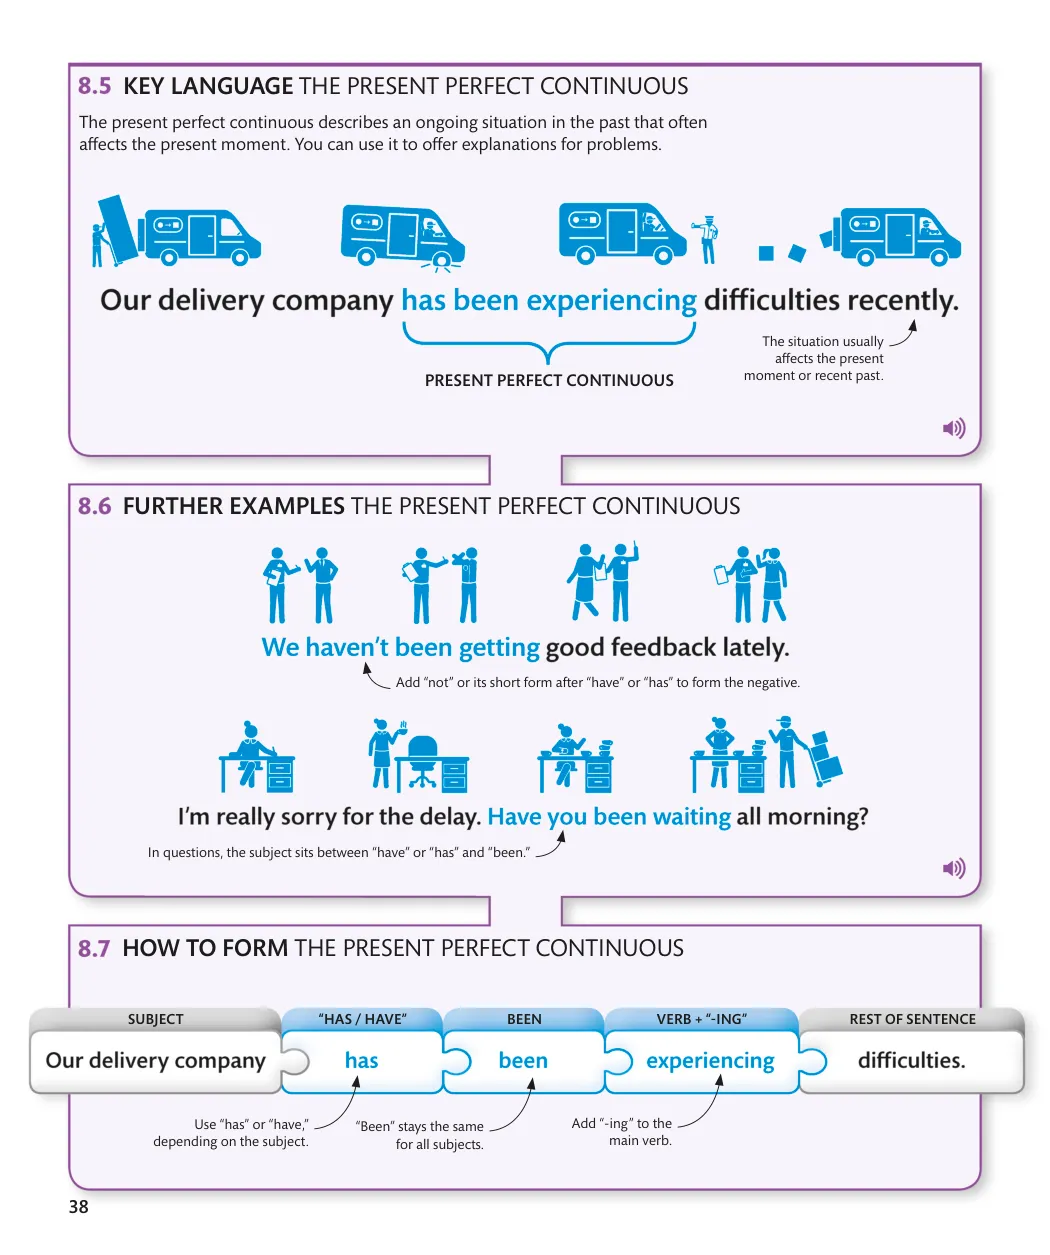 8.5 KEY LANGUAGE THE PRESENT PERFECT CONTINUOUS
The present perfect continuous describes an ongoing situation in the past that often
affects the present moment. You can use it to offer explanations for problems.
Our delivery company has been experiencing difficulties recently.
The situation usually
affects the present
moment or recent past.
PRESENT PERFECT CONTINUOUS
8.6 FURTHER EXAMPLES THE PRESENT PERFECT CONTINUOUS
We haven't been getting good feedback lately.
Add “not” or its short form after “have” or “has” to form the negative.
I'm really sorry for the delay. Have you been waiting all morning?
In questions, the subject sits between “have” or “has” and “been.”
8.7 HOW TO FORM THE PRESENT PERFECT CONTINUOUS
SUBJECT “HAS / HAVE” BEEN VERB + “-ING” REST OF SENTENCE
Our delivery company has been experiencing difficulties.
Use “has” or “have,”
depending on the subject.
“Been” stays the same
for all subjects.
Add “-ing” to the
main verb.
38